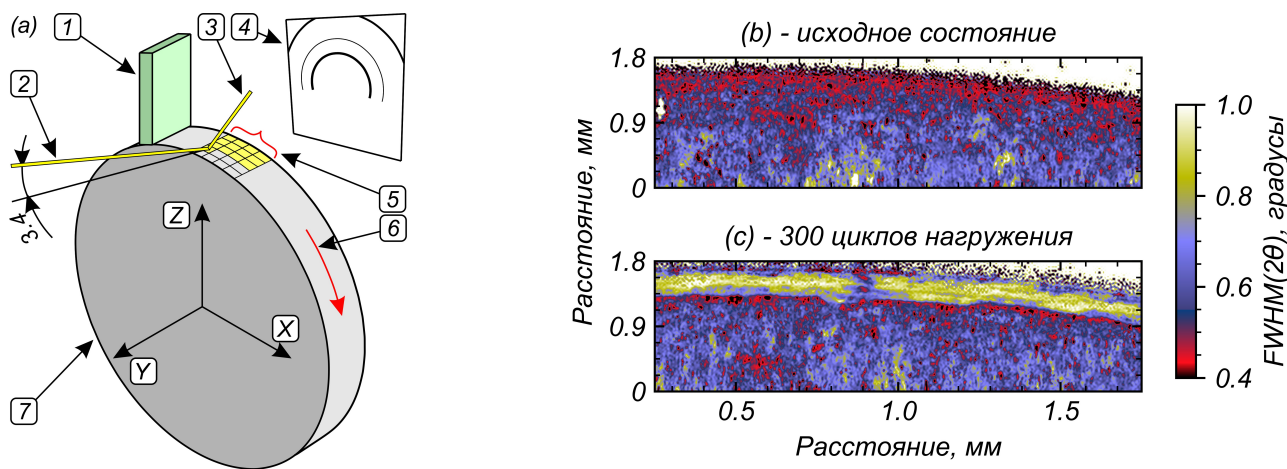 (a)
1
2
3
4
5
6
7
3.4
Z
X
Y
(b) - исходное состояние
1.8
0.9
0
Расстояние, мм
(c) - 300 циклов нагружения
1.8
0.9
0
0.5 1.0 1.5
Расстояние, мм
1.0
0.8
0.6
0.4
FWHM(2θ), градусы